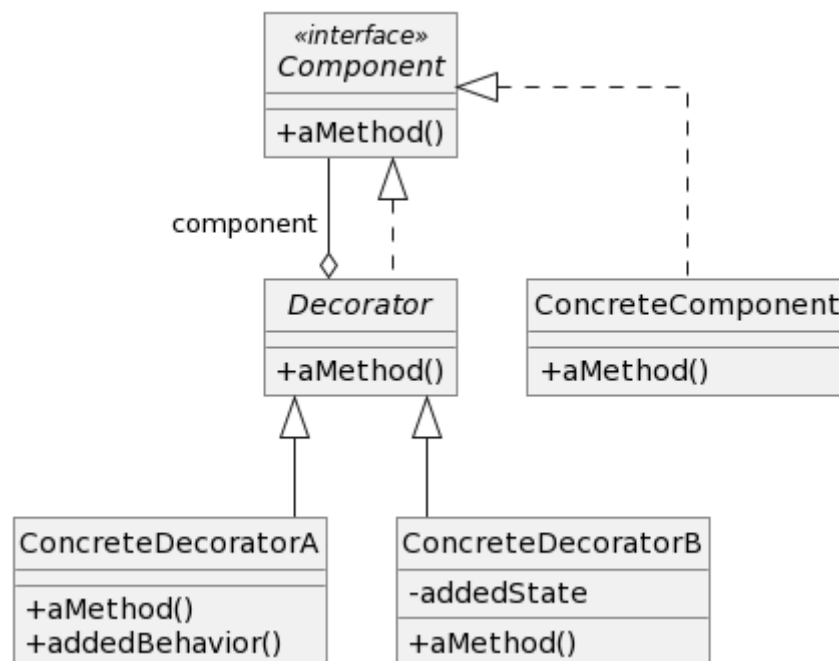 «interface»
Component
+aMethod()
component
Decorator
+aMethod()
ConcreteComponent
+aMethod()
ConcreteDecoratorA
+aMethod()
+addedBehavior()
ConcreteDecoratorB
-addedState
+aMethod()